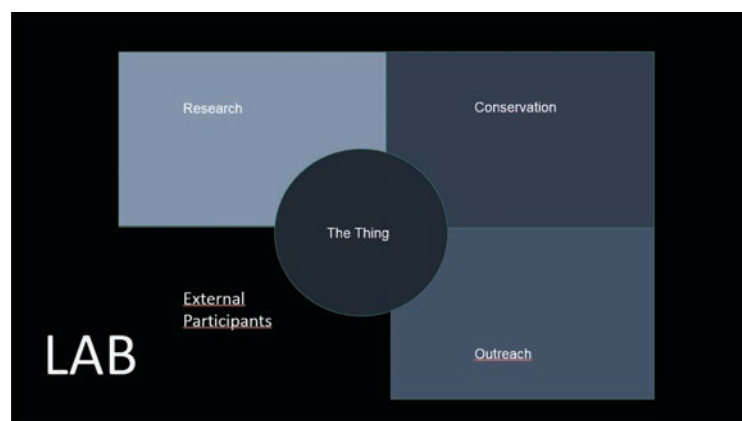 Research
Conservation
The Thing
External
Participants
LAB
Outreach